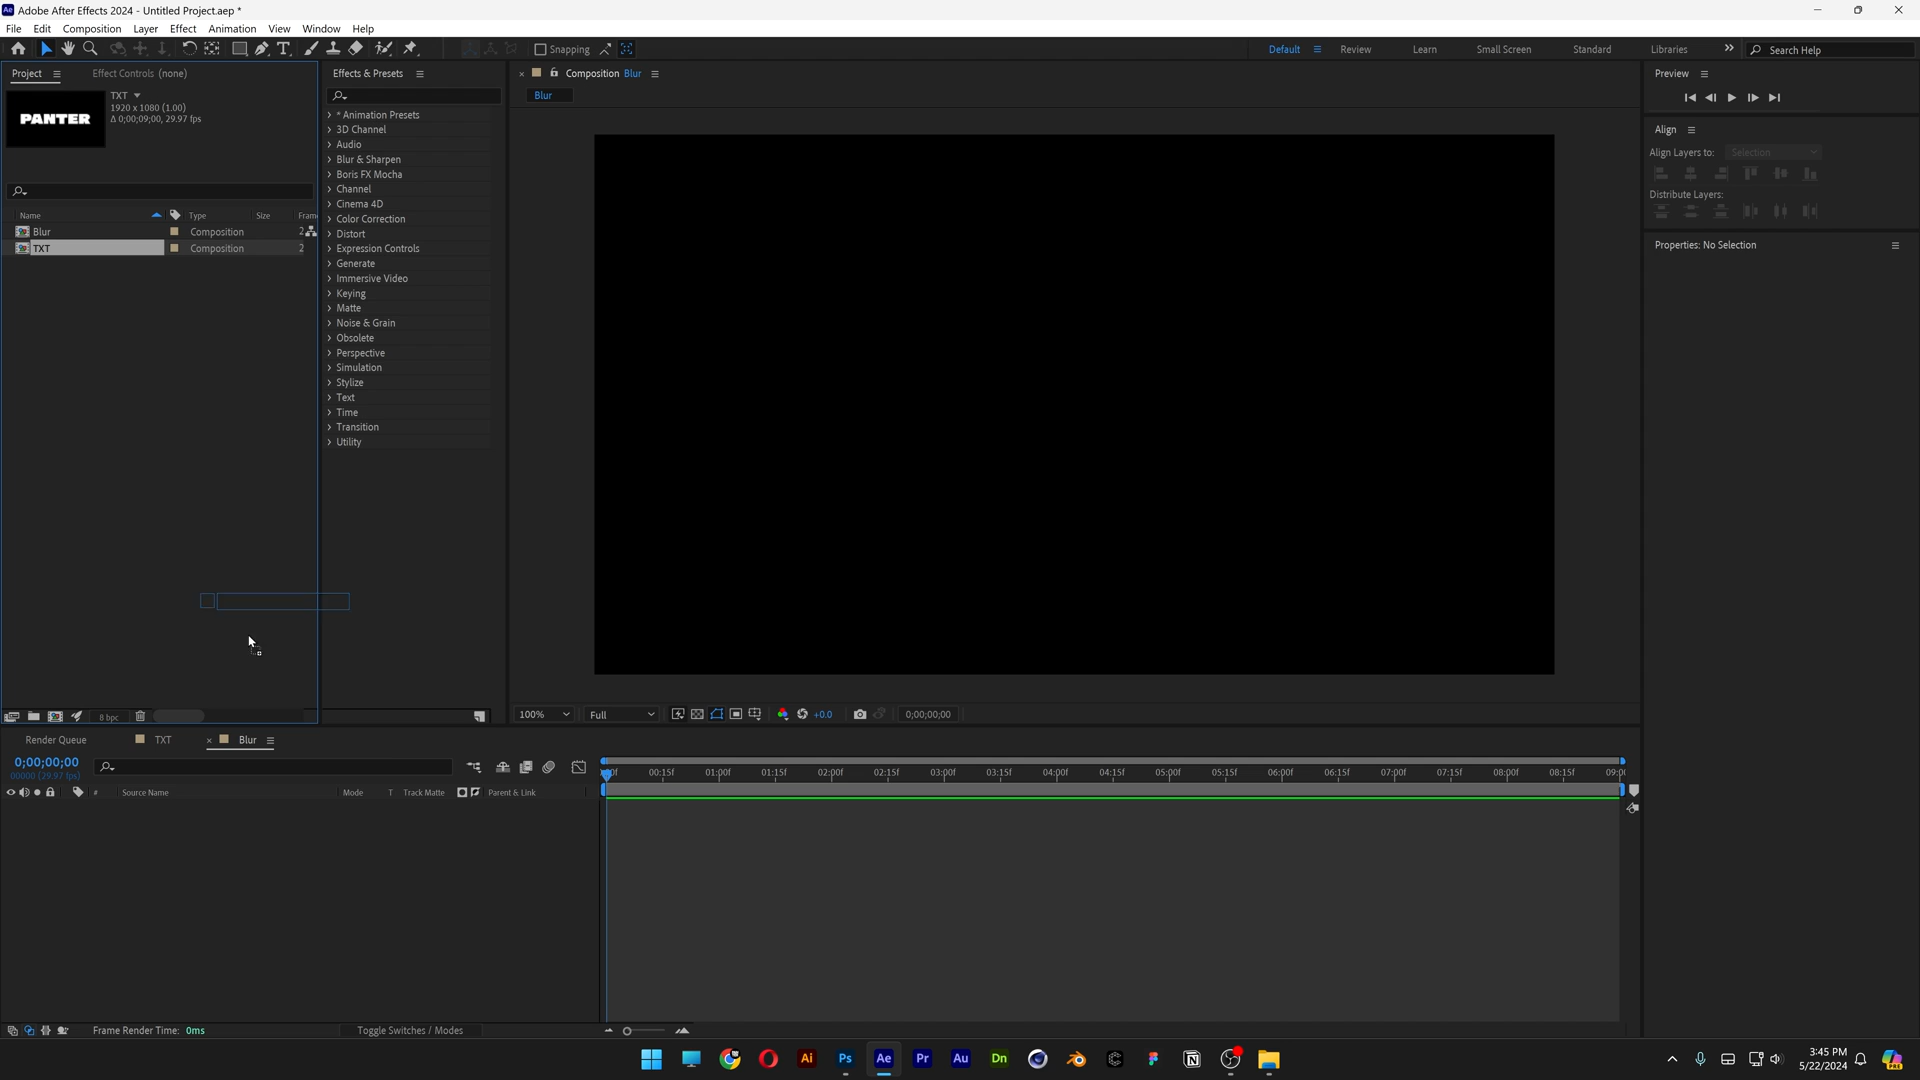 Adobe After Effects 2024 - Untitled Project.aep *
File Edit Composition Layer Effect Animation View Window Help
Snapping Default Review Learn Small Screen Standard Libraries Search Help
Project Effect Controls (none)
TXT
1920 x 1080 (1.00)
Δ 0;00;09;00, 29.97 fps
PANTER
Name Type Size Fram
Blur Composition 2
TXT Composition 2
8 bpc
Effects & Presets
* Animation Presets
3D Channel
Audio
Blur & Sharpen
Boris FX Mocha
Channel
Cinema 4D
Color Correction
Distort
Expression Controls
Generate
Immersive Video
Keying
Matte
Noise & Grain
Obsolete
Perspective
Simulation
Stylize
Text
Time
Transition
Utility
Composition Blur
Blur
100% Full +0.0 0;00;00;00
Preview
Align
Align Layers to: Selection
Distribute Layers:
Properties: No Selection
Render Queue TXT Blur
0;00;00;00
00000 (29.97 fps)
00:15f 01:00f 01:15f 02:00f 02:15f 03:00f 03:15f 04:00f 04:15f 05:00f 05:15f 06:00f 06:15f 07:00f 07:15f 08:00f 08:15f 09:0
# Source Name Mode T Track Matte Parent & Link
Frame Render Time: 0ms Toggle Switches / Modes
Ai Ps Ae Pr Au Dn
3:45 PM
5/22/2024
PRE